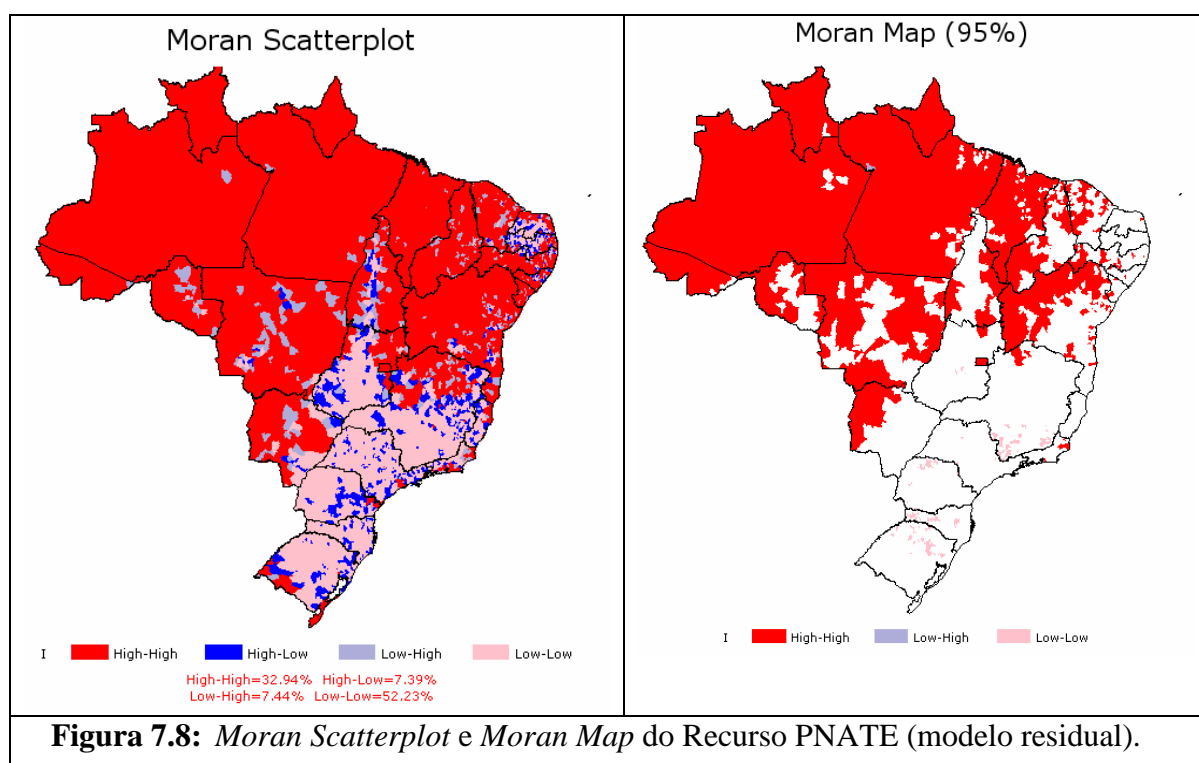 Moran Scatterplot
I High-High High-Low Low-High Low-Low
High-High=32.94% High-Low=7.39%
Low-High=7.44% Low-Low=52.23%
Moran Map (95%)
I High-High Low-High Low-Low
Figura 7.8: Moran Scatterplot e Moran Map do Recurso PNATE (modelo residual).